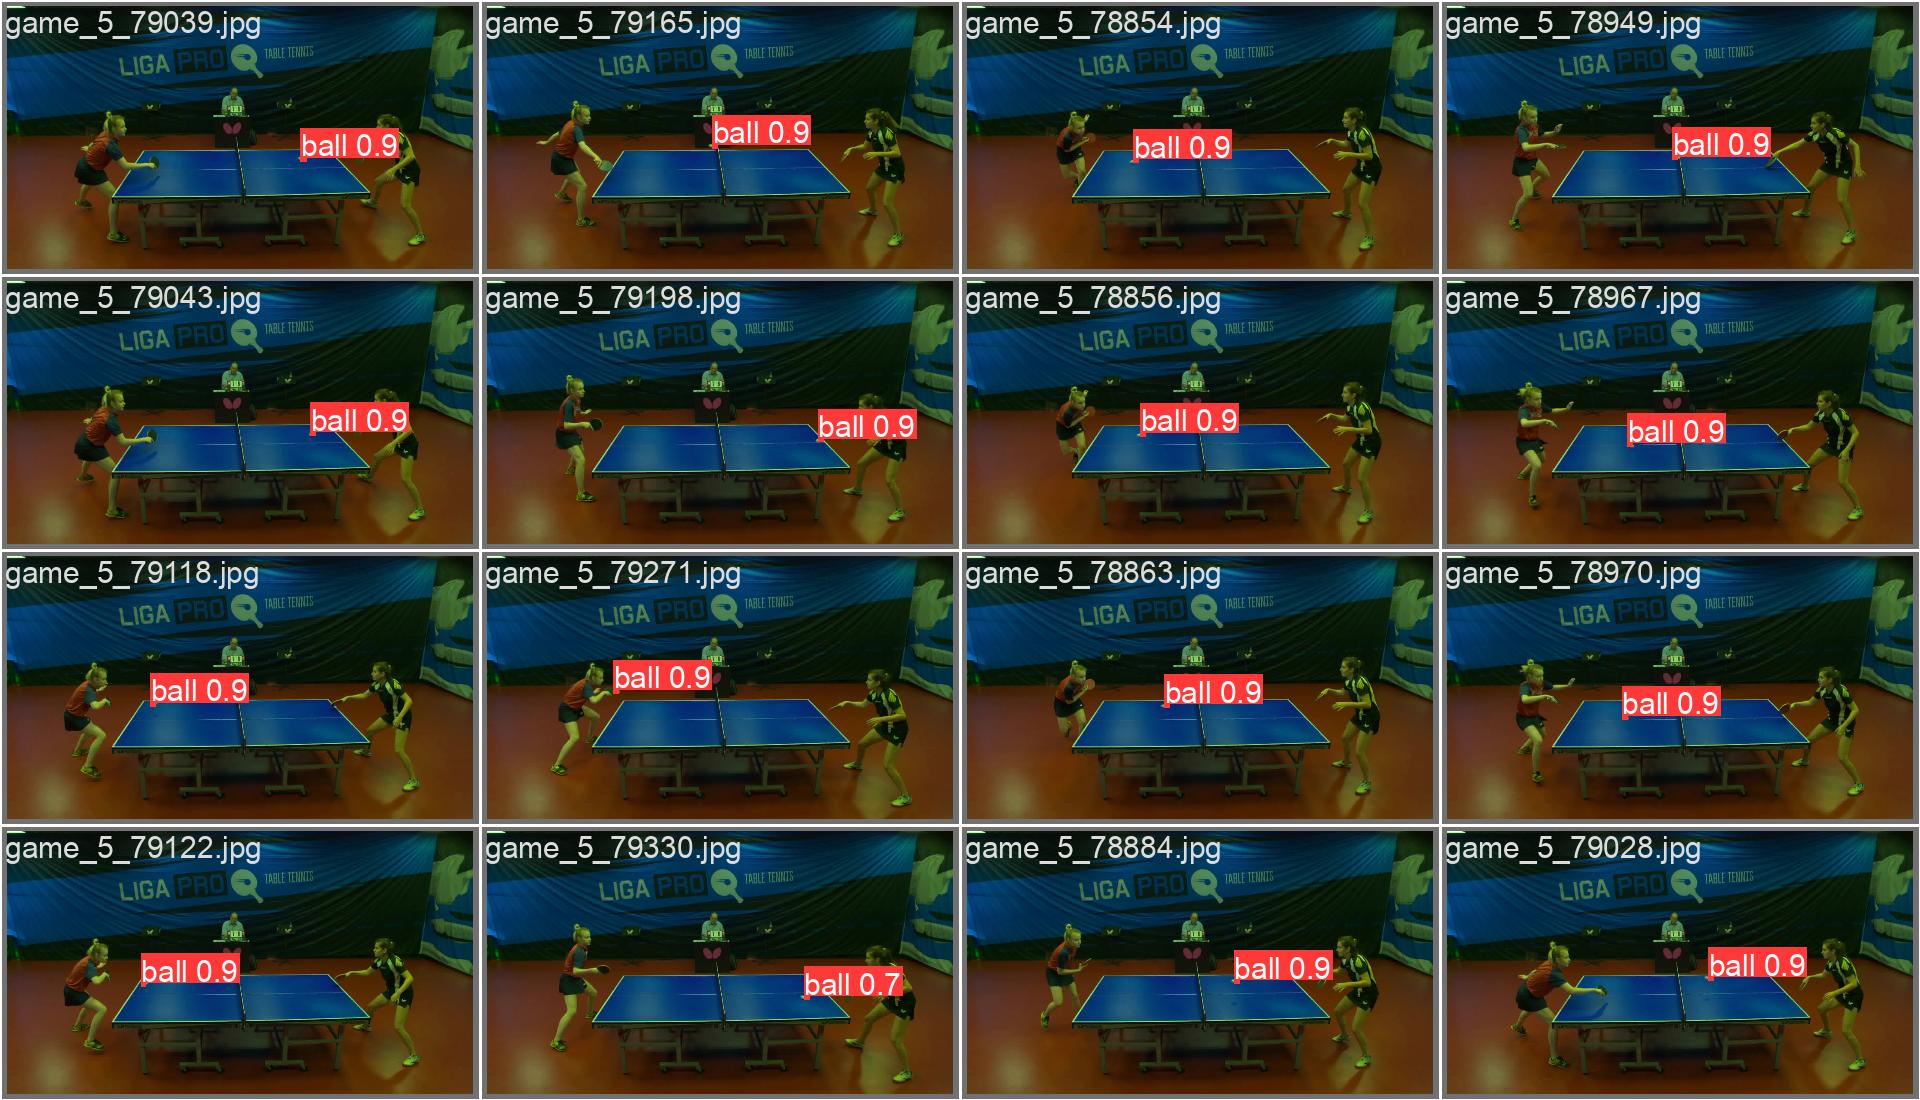 game_5_79039.jpg
LIGA PRO TABLE TENNIS
ball 0.9
game_5_79165.jpg
LIGA PRO TABLE TENNIS
ball 0.9
game_5_78854.jpg
LIGA PRO TABLE TENNIS
ball 0.9
game_5_78949.jpg
LIGA PRO TABLE TENNIS
ball 0.9
game_5_79043.jpg
LIGA PRO TABLE TENNIS
ball 0.9
game_5_79198.jpg
LIGA PRO TABLE TENNIS
ball 0.9
game_5_78856.jpg
LIGA PRO TABLE TENNIS
ball 0.9
game_5_78967.jpg
LIGA PRO TABLE TENNIS
ball 0.9
game_5_79118.jpg
LIGA PRO TABLE TENNIS
ball 0.9
game_5_79271.jpg
LIGA PRO TABLE TENNIS
ball 0.9
game_5_78863.jpg
LIGA PRO TABLE TENNIS
ball 0.9
game_5_78970.jpg
LIGA PRO TABLE TENNIS
ball 0.9
game_5_79122.jpg
LIGA PRO TABLE TENNIS
ball 0.9
game_5_79330.jpg
LIGA PRO TABLE TENNIS
ball 0.7
game_5_78884.jpg
LIGA PRO TABLE TENNIS
ball 0.9
game_5_79028.jpg
LIGA PRO TABLE TENNIS
ball 0.9